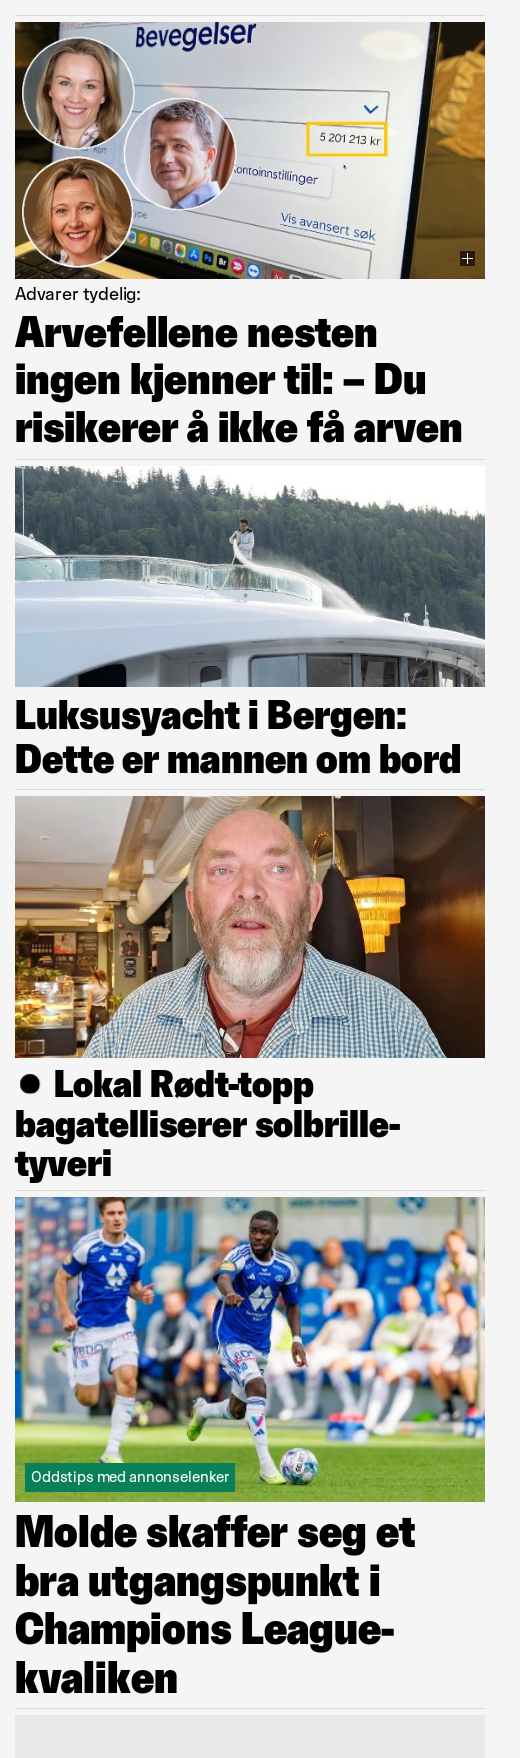 Bevegelser
5 201 213 kr
Kort
kontoinnstillinger
Vis avansert søk
type
Advarer tydelig:
Arvefellene nesten
ingen kjenner til: – Du
risikerer å ikke få arven
Luksusyacht i Bergen:
Dette er mannen om bord
Lokal Rødt-topp
bagatelliserer solbrille-
tyveri
Oddstips med annonselenker
Molde skaffer seg et
bra utgangspunkt i
Champions League-
kvaliken